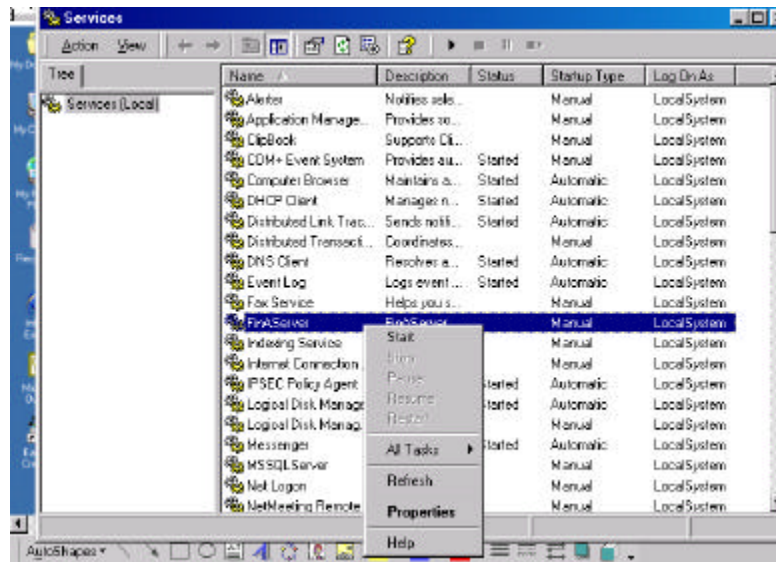 Services
Action View
Tree
Name Description Status Startup Type Log On As
Services (Local)
Alerter Notifies sele... Manual LocalSystem
Application Manage... Provides so... Manual LocalSystem
ClipBook Supports Cli... Manual LocalSystem
COM+ Event System Provides au... Started Manual LocalSystem
Computer Browser Maintains a... Started Automatic LocalSystem
DHCP Client Manages n... Started Automatic LocalSystem
Distributed Link Trac... Sends notifi... Started Automatic LocalSystem
Distributed Transacti... Coordinates... Manual LocalSystem
DNS Client Resolves a... Started Automatic LocalSystem
Event Log Logs event ... Started Automatic LocalSystem
Fax Service Helps you s... Manual LocalSystem
FinAServer FinAServer Manual LocalSystem
Indexing Service Manual LocalSystem
Internet Connection Manual LocalSystem
IPSEC Policy Agent Started Automatic LocalSystem
Logical Disk Manage Started Automatic LocalSystem
Logical Disk Manag. Manual LocalSystem
Messenger Started Automatic LocalSystem
MSSQLServer Manual LocalSystem
Net Logon Manual LocalSystem
NetMeeting Remote Manual LocalSystem
Start
Stop
Pause
Resume
Restart
All Tasks
Refresh
Properties
Help
AutoShapes